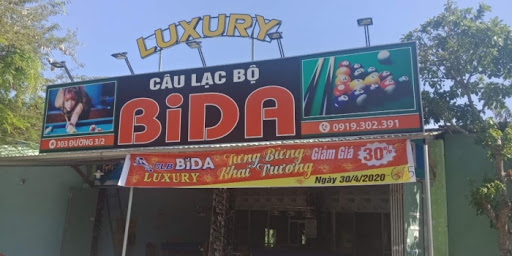 LUXURY
CÂU LẠC BỘ
BiDA
303 ĐƯỜNG 3/2
0919.302.391
CLB BiDA
LUXURY
Tưng Bừng
Khai Trương
Giảm Giá 30%
Ngày 30/4/2020